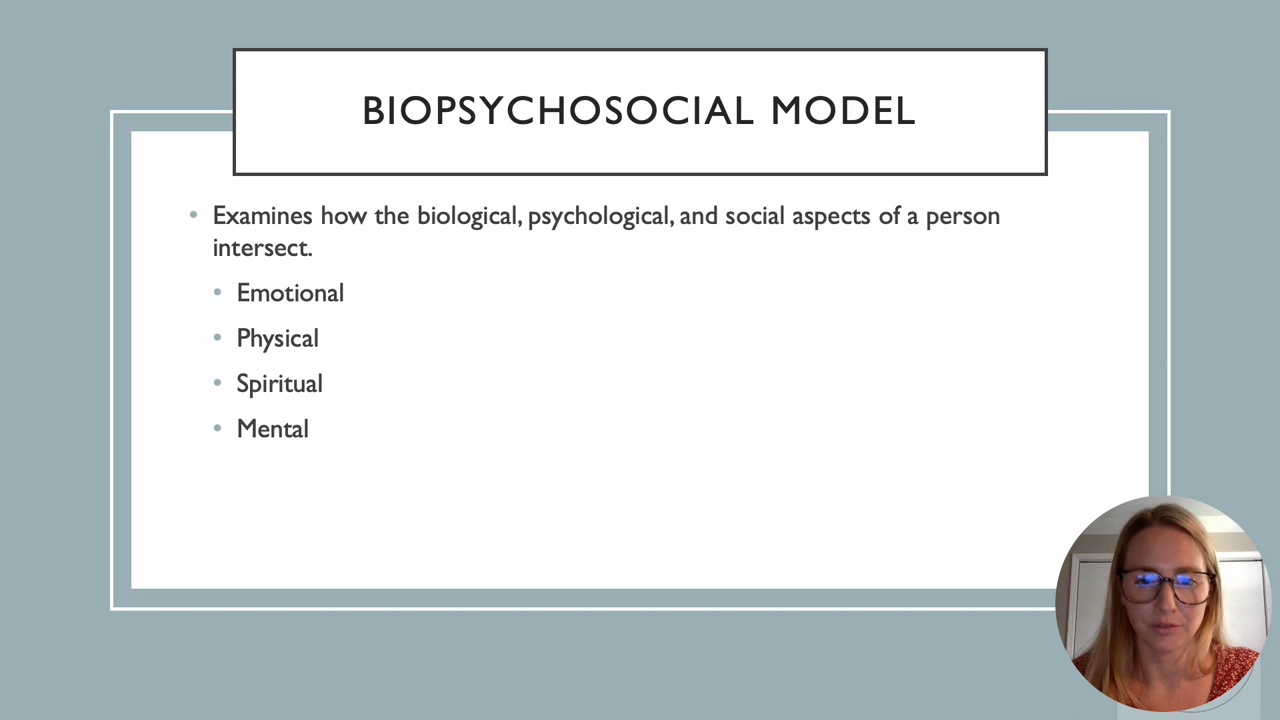 BIOPSYCHOSOCIAL MODEL
• Examines how the biological, psychological, and social aspects of a person
intersect.
• Emotional
• Physical
• Spiritual
• Mental